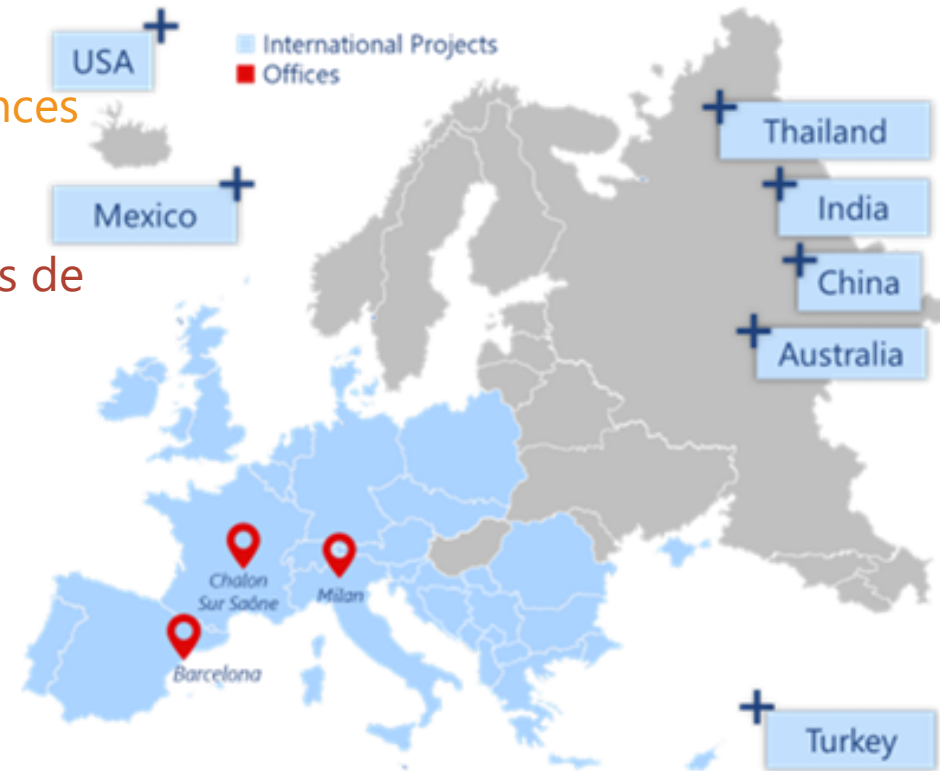 USA
International Projects
Offices
nces
Thailand
Mexico
India
s de
China
Australia
Chalon
Sur Saône
Milan
Barcelona
Turkey